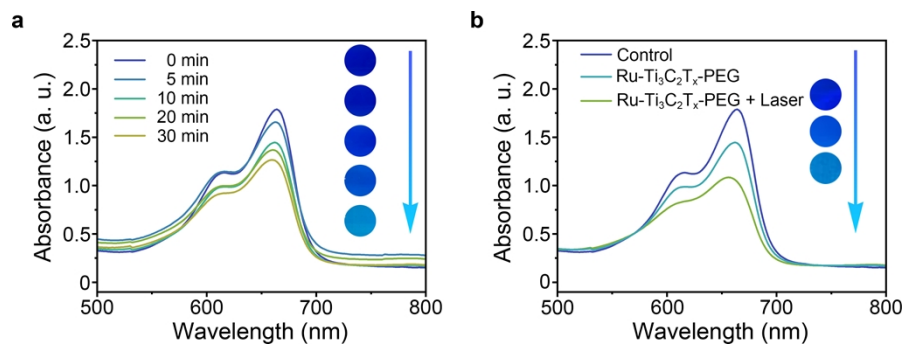 a
2.5
2.0
1.5
1.0
0.5
0
500
600
700
800
Absorbance (a. u.)
Wavelength (nm)
0 min
5 min
10 min
20 min
30 min
b
2.5
2.0
1.5
1.0
0.5
0
500
600
700
800
Absorbance (a. u.)
Wavelength (nm)
Control
Ru-Ti₃C₂Tₓ-PEG
Ru-Ti₃C₂Tₓ-PEG + Laser